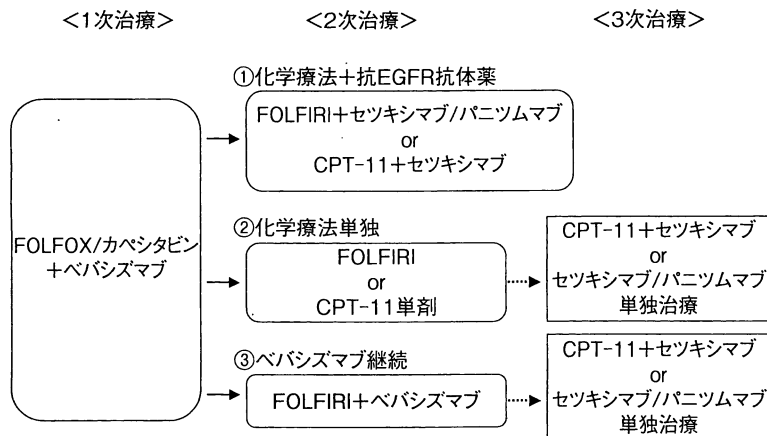 <1次治療>
<2次治療>
<3次治療>
FOLFOX/カペシタビン
+ベバシズマブ
①化学療法+抗EGFR抗体薬
FOLFIRI+セツキシマブ/パニツムマブ
or
CPT-11+セツキシマブ
②化学療法単独
FOLFIRI
or
CPT-11単剤
CPT-11+セツキシマブ
or
セツキシマブ/パニツムマブ
単独治療
③ベバシズマブ継続
FOLFIRI+ベバシズマブ
CPT-11+セツキシマブ
or
セツキシマブ/パニツムマブ
単独治療